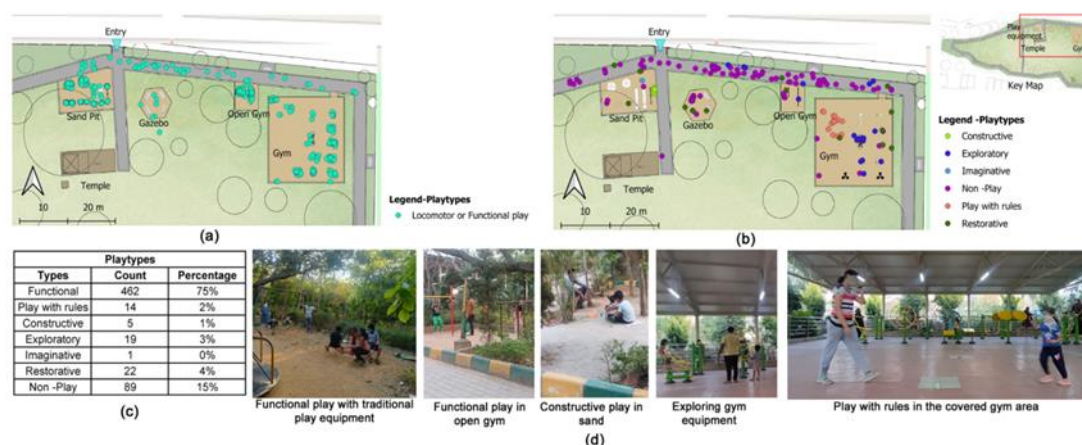 Entry
Sand Pit
Gazebo
Open Gym
Gym
Temple
10 20 m
Legend-Playtypes
Locomotor or Functional play
(a)
Entry
Sand Pit
Gazebo
Open Gym
Gym
Temple
10 20 m
(b)
Play
equipment
Temple
Key Map
Legend -Playtypes
Constructive
Exploratory
Imaginative
Non -Play
Play with rules
Restorative
Playtypes
Types Count Percentage
Functional 462 75%
Play with rules 14 2%
Constructive 5 1%
Exploratory 19 3%
Imaginative 1 0%
Restorative 22 4%
Non -Play 89 15%
(c)
Functional play with traditional
play equipment
Functional play in
open gym
Constructive play in
sand
Exploring gym
equipment
Play with rules in the covered gym area
(d)